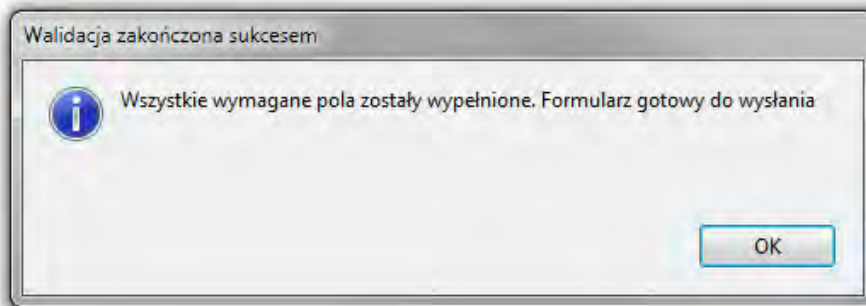 Walidacja zakończona sukcesem
Wszystkie wymagane pola zostały wypełnione. Formularz gotowy do wysłania
OK